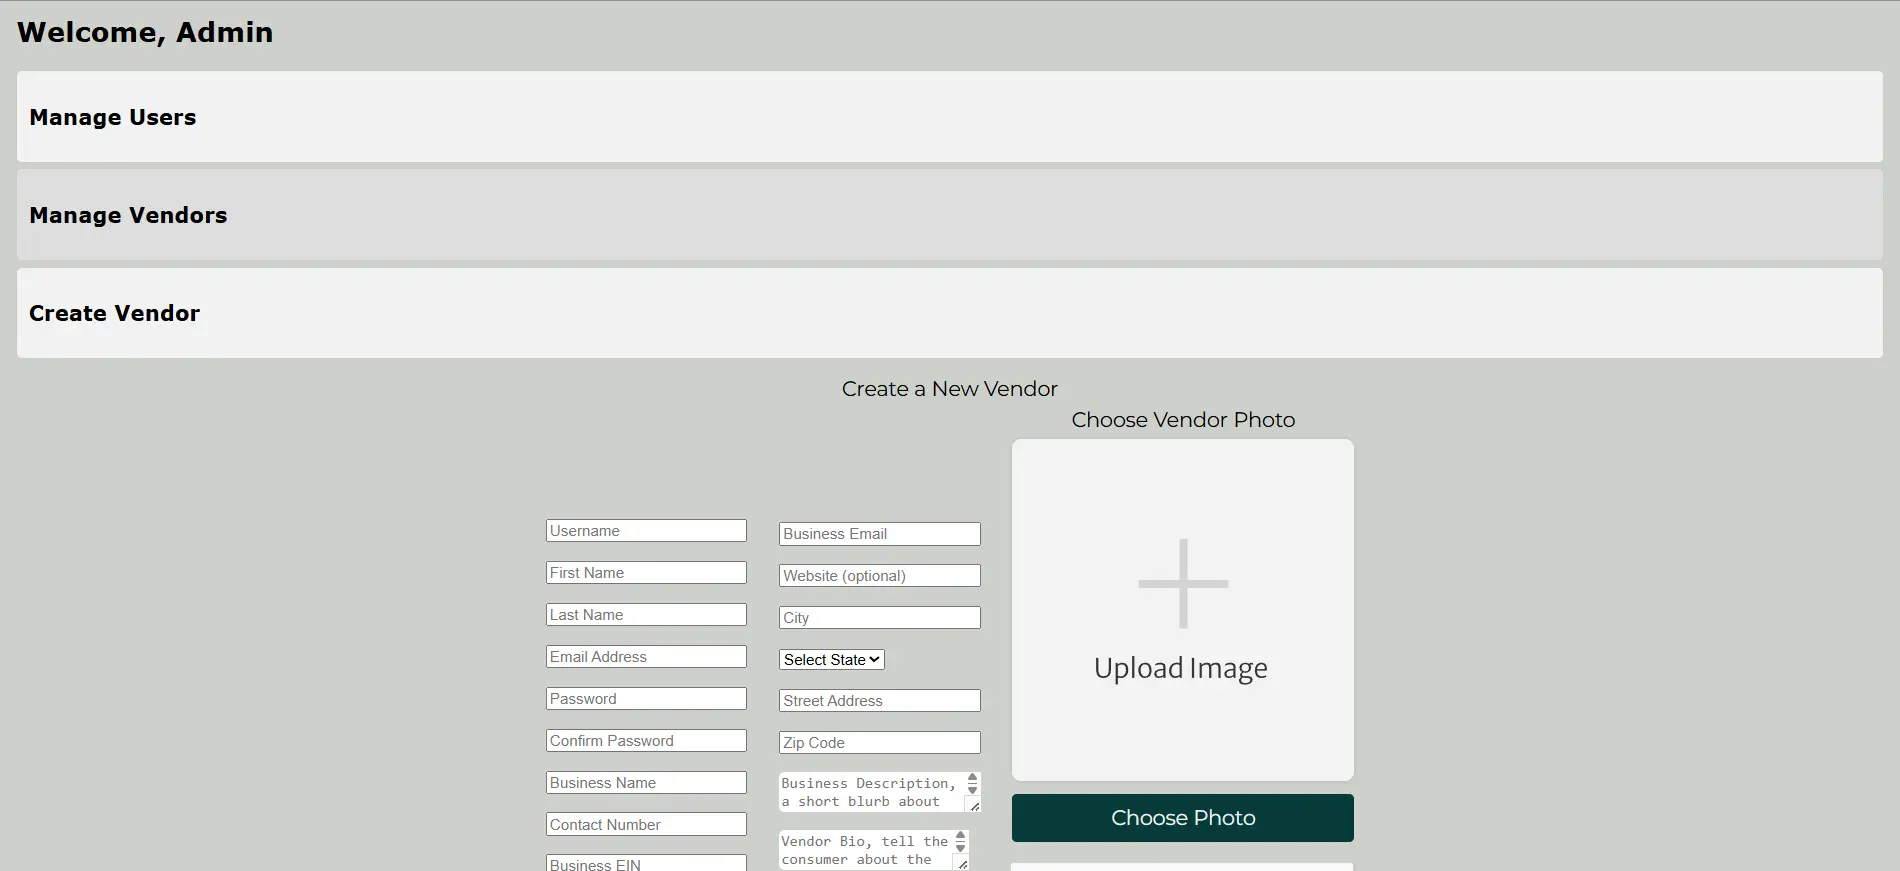 Welcome, Admin
Manage Users
Manage Vendors
Create Vendor
Create a New Vendor
Choose Vendor Photo
Username
First Name
Last Name
Email Address
Password
Confirm Password
Business Name
Contact Number
Business EIN
Business Email
Website (optional)
City
Select State
Street Address
Zip Code
Business Description,
a short blurb about
Vendor Bio, tell the
consumer about the
Upload Image
Choose Photo